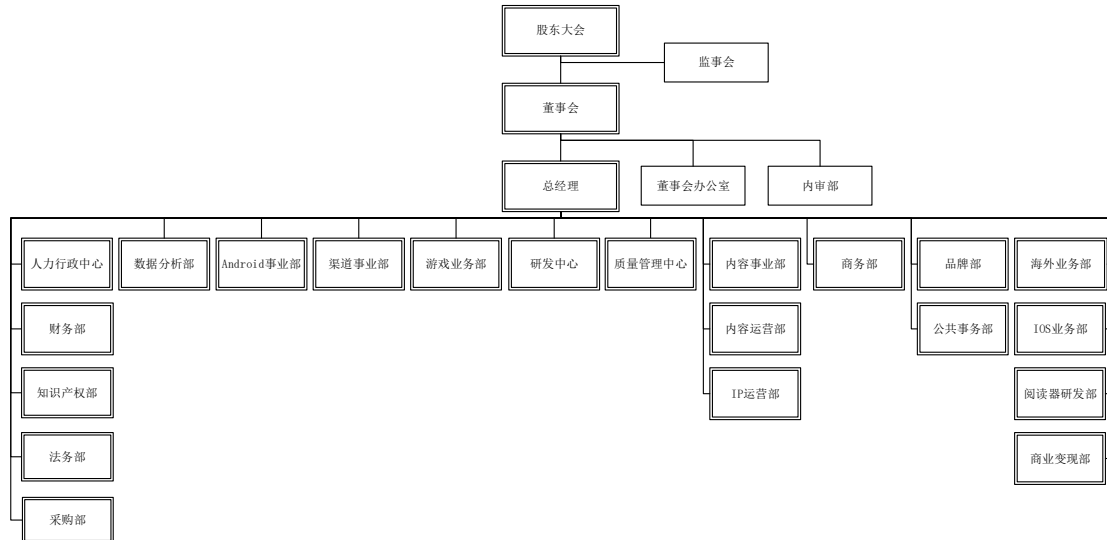 股东大会
监事会
董事会
总经理
董事会办公室
内审部
人力行政中心
数据分析部
Android事业部
渠道事业部
游戏业务部
研发中心
质量管理中心
内容事业部
商务部
品牌部
海外业务部
财务部
内容运营部
公共事务部
IOS业务部
知识产权部
IP运营部
阅读器研发部
法务部
商业变现部
采购部